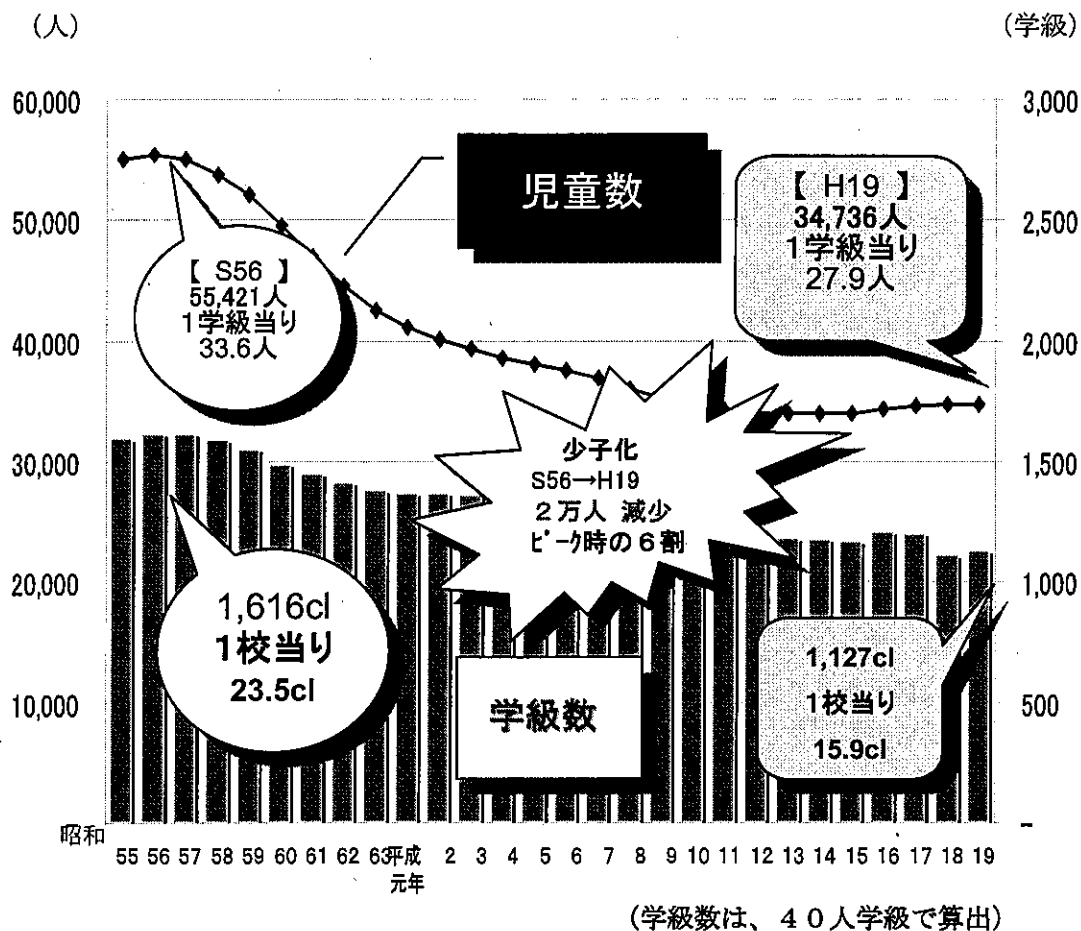 (人)
(学級)
60,000
50,000
40,000
30,000
20,000
10,000
3,000
2,500
2,000
1,500
1,000
500
-
児童数
【 S56 】
55,421人
1学級当り
33.6人
【 H19 】
34,736人
1学級当り
27.9人
少子化
S56→H19
2万人 減少
ピーク時の6割
1,616cl
1校当り
23.5cl
学級数
1,127cl
1校当り
15.9cl
昭和
55 56 57 58 59 60 61 62 63 平成元年 2 3 4 5 6 7 8 9 10 11 12 13 14 15 16 17 18 19
(学級数は、40人学級で算出)